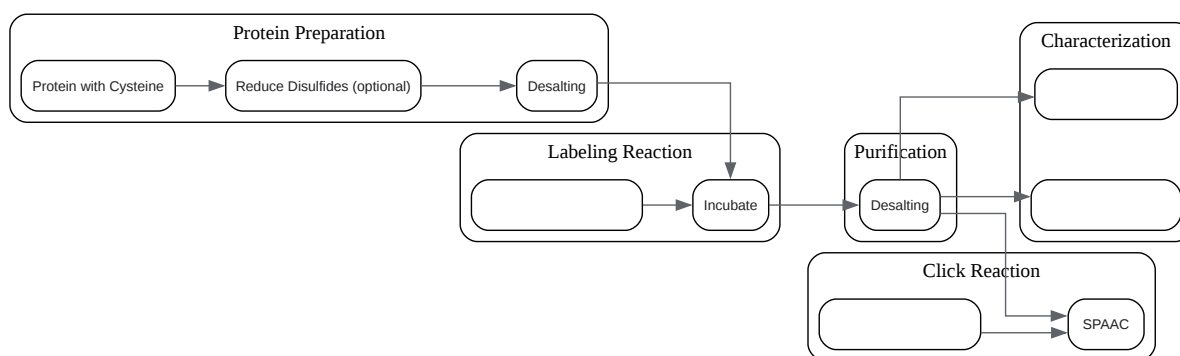 Protein Preparation
Protein with Cysteine
Reduce Disulfides (optional)
Desalting
Labeling Reaction
Incubate
Purification
Desalting
Characterization
Click Reaction
SPAAC